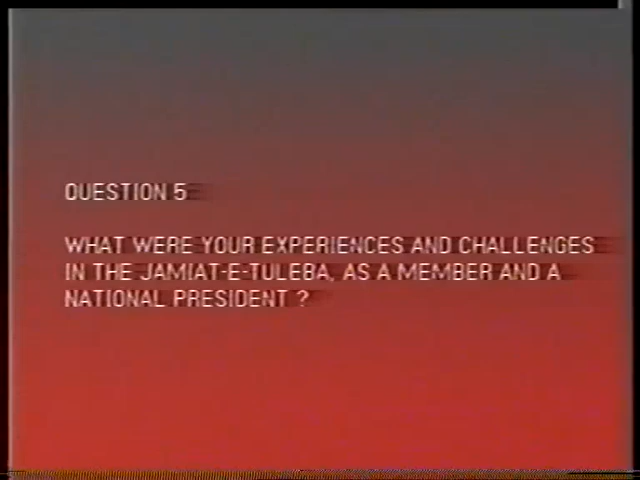 QUESTION 5
WHAT WERE YOUR EXPERIENCES AND CHALLENGES
IN THE JAMIAT-E-TULEBA, AS A MEMBER AND A
NATIONAL PRESIDENT ?